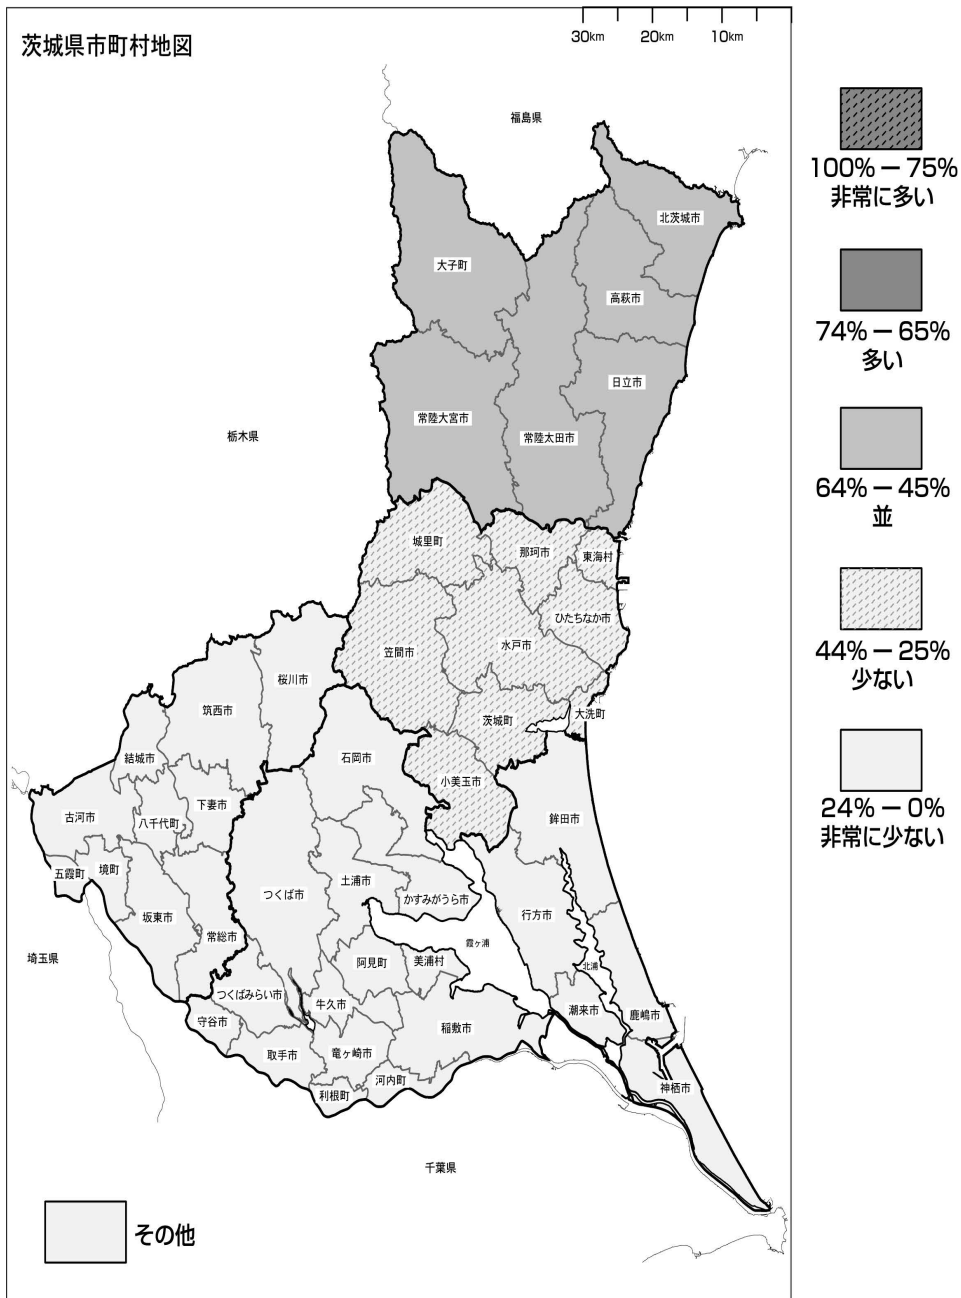 茨城県市町村地図
30km
20km
10km
福島県
北茨城市
大子町
高萩市
日立市
常陸大宮市
常陸太田市
栃木県
城里町
那珂市
東海村
ひたちなか市
笠間市
水戸市
桜川市
筑西市
茨城町
大洗町
石岡市
結城市
小美玉市
下妻市
古河市
八千代町
鉾田市
五霞町
境町
土浦市
つくば市
かすみがうら市
坂東市
行方市
常総市
霞ヶ浦
埼玉県
阿見町
美浦村
北浦
つくばみらい市
牛久市
潮来市
鹿嶋市
守谷市
稲敷市
取手市
竜ヶ崎市
河内町
利根町
神栖市
千葉県
その他
100% − 75%
非常に多い
74% − 65%
多い
64% − 45%
並
44% − 25%
少ない
24% − 0%
非常に少ない